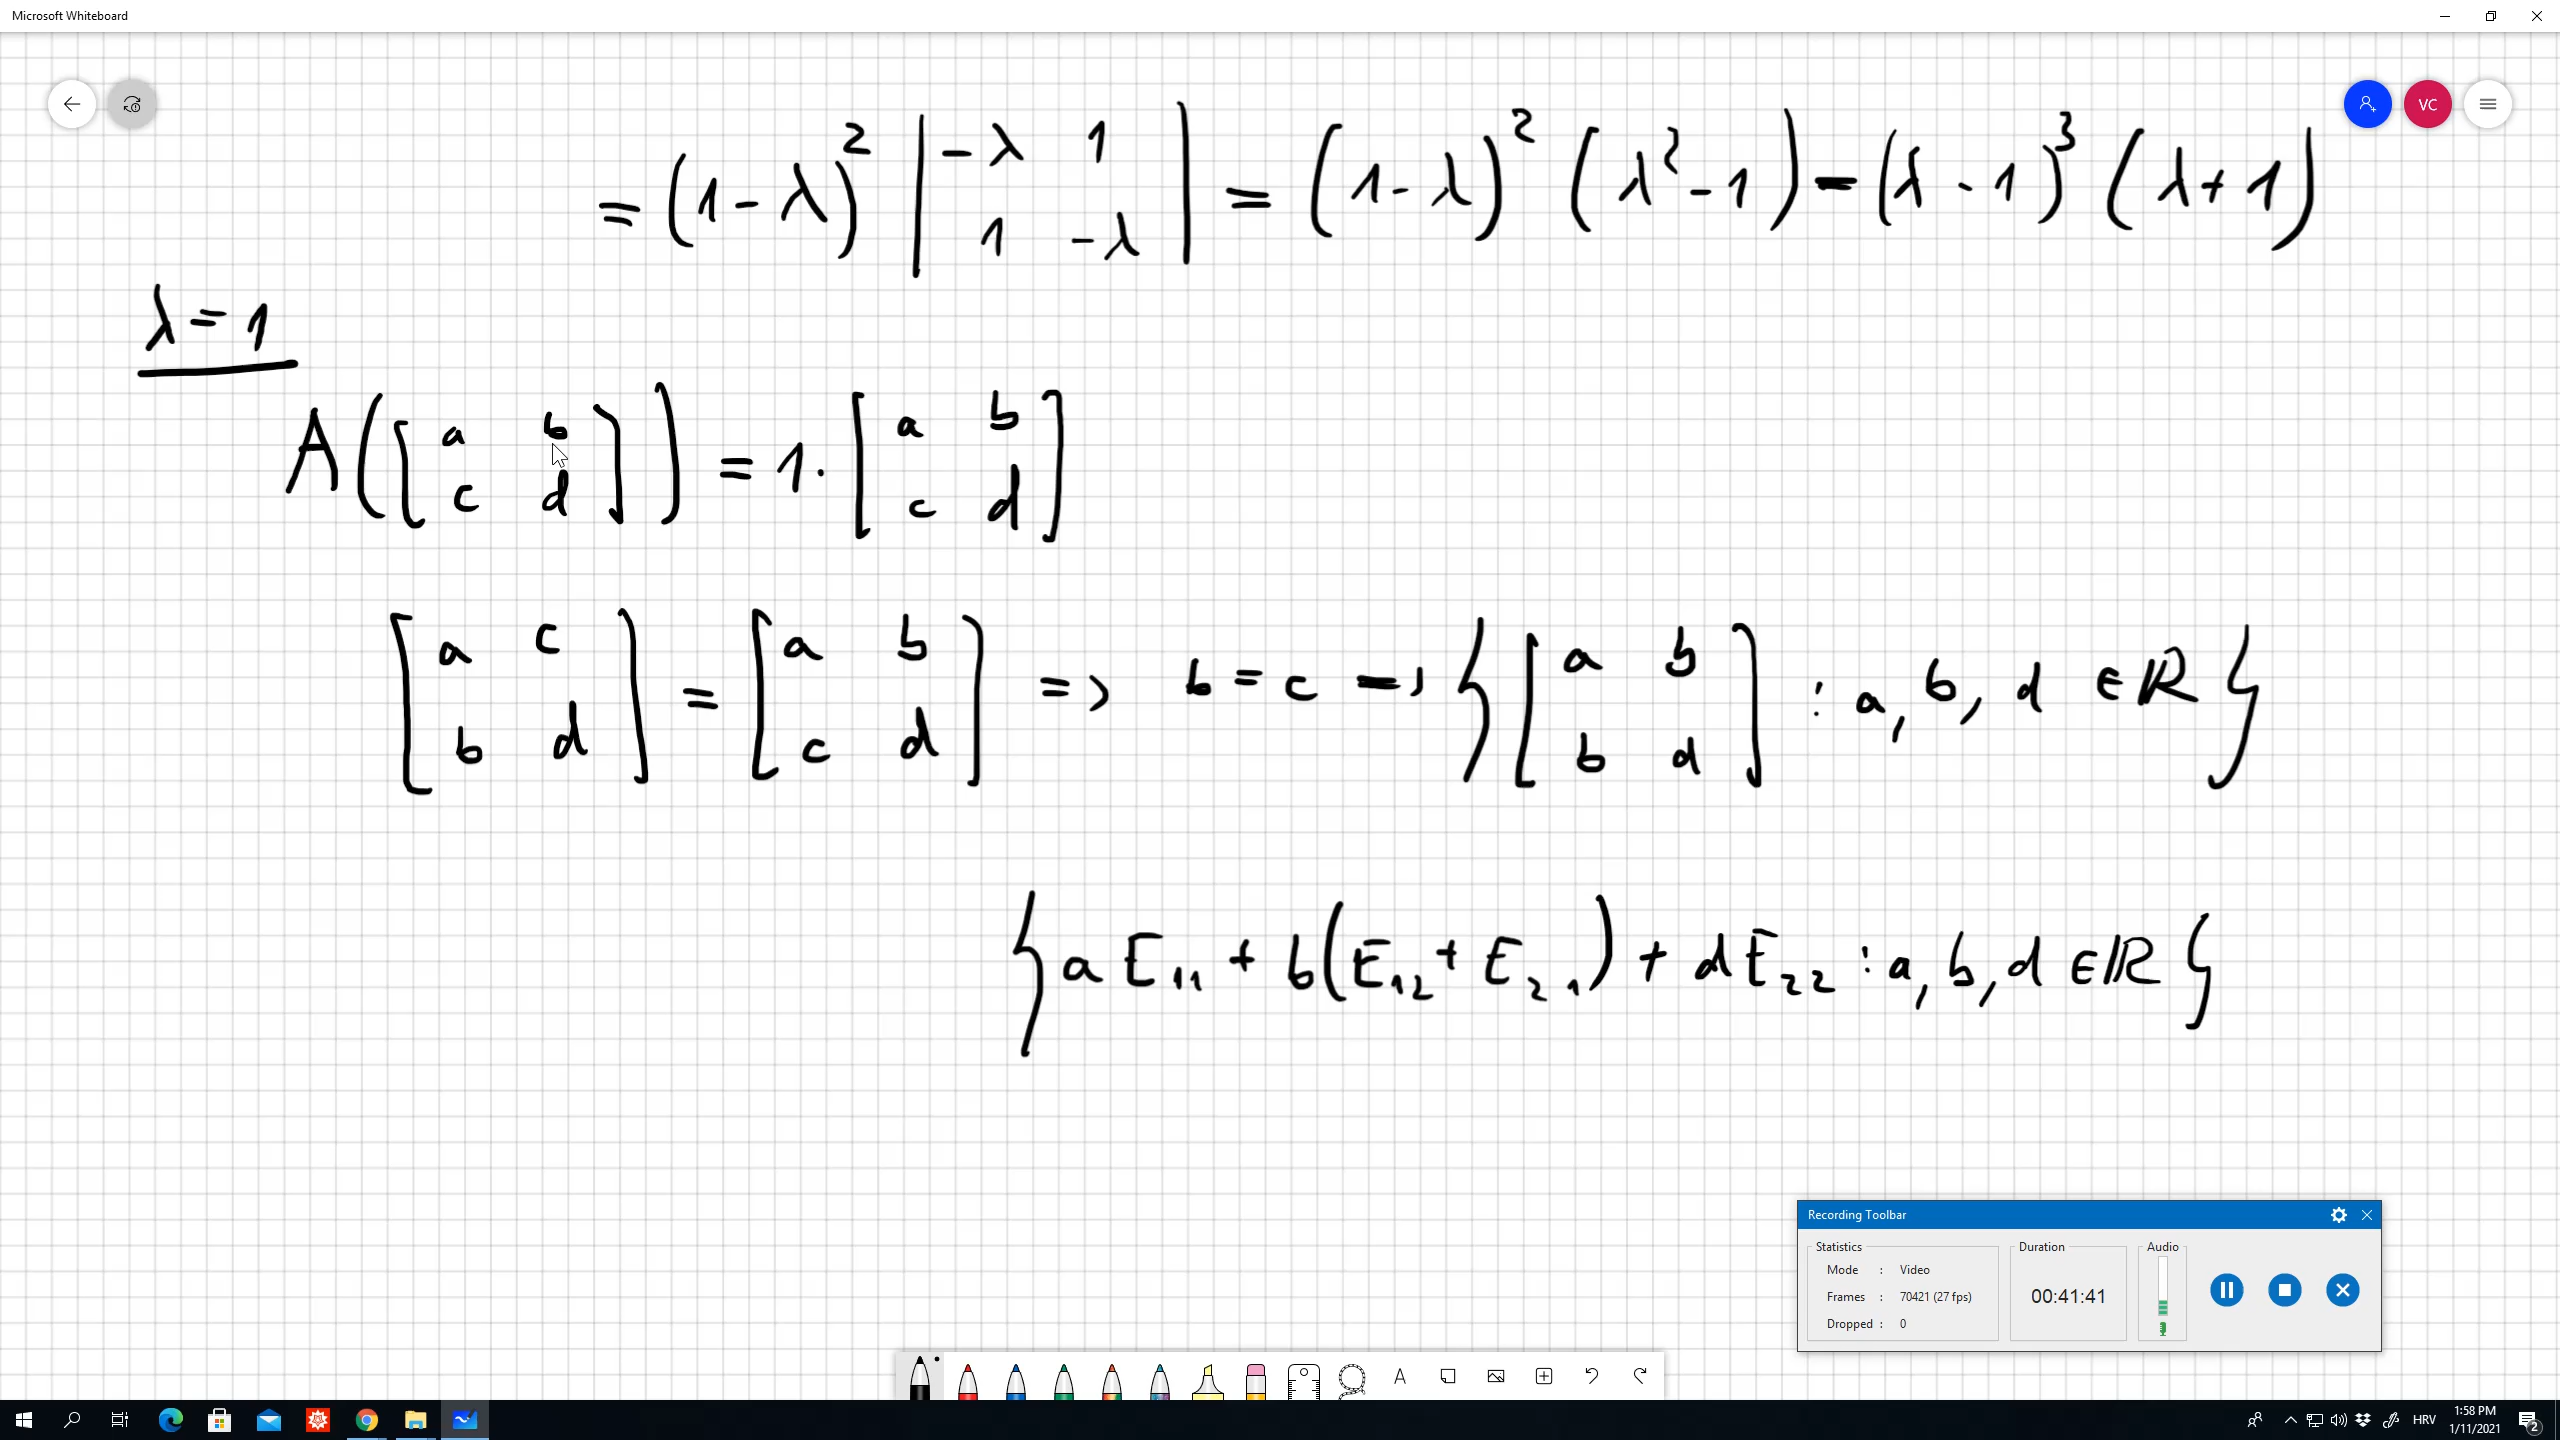 Microsoft Whiteboard
VC
= (1 - λ)² | -λ 1 | = (1 - λ)² (λ² - 1) - (λ - 1)³ (λ + 1)
| 1 -λ |
λ = 1
A([ a b ]) = 1 · [ a b ]
[ c d ] [ c d ]
[ a c ] = [ a b ] => b = c → { [ a b ] : a, b, d ∈ ℝ }
[ b d ] [ c d ] [ b d ]
{ a E₁₁ + b(E₁₂ + E₂₁) + d E₂₂ : a, b, d ∈ ℝ }
Recording Toolbar
Statistics Duration Audio
Mode : Video
Frames : 70421 (27 fps) 00:41:41
Dropped : 0
A
HRV
1:58 PM
1/11/2021
2